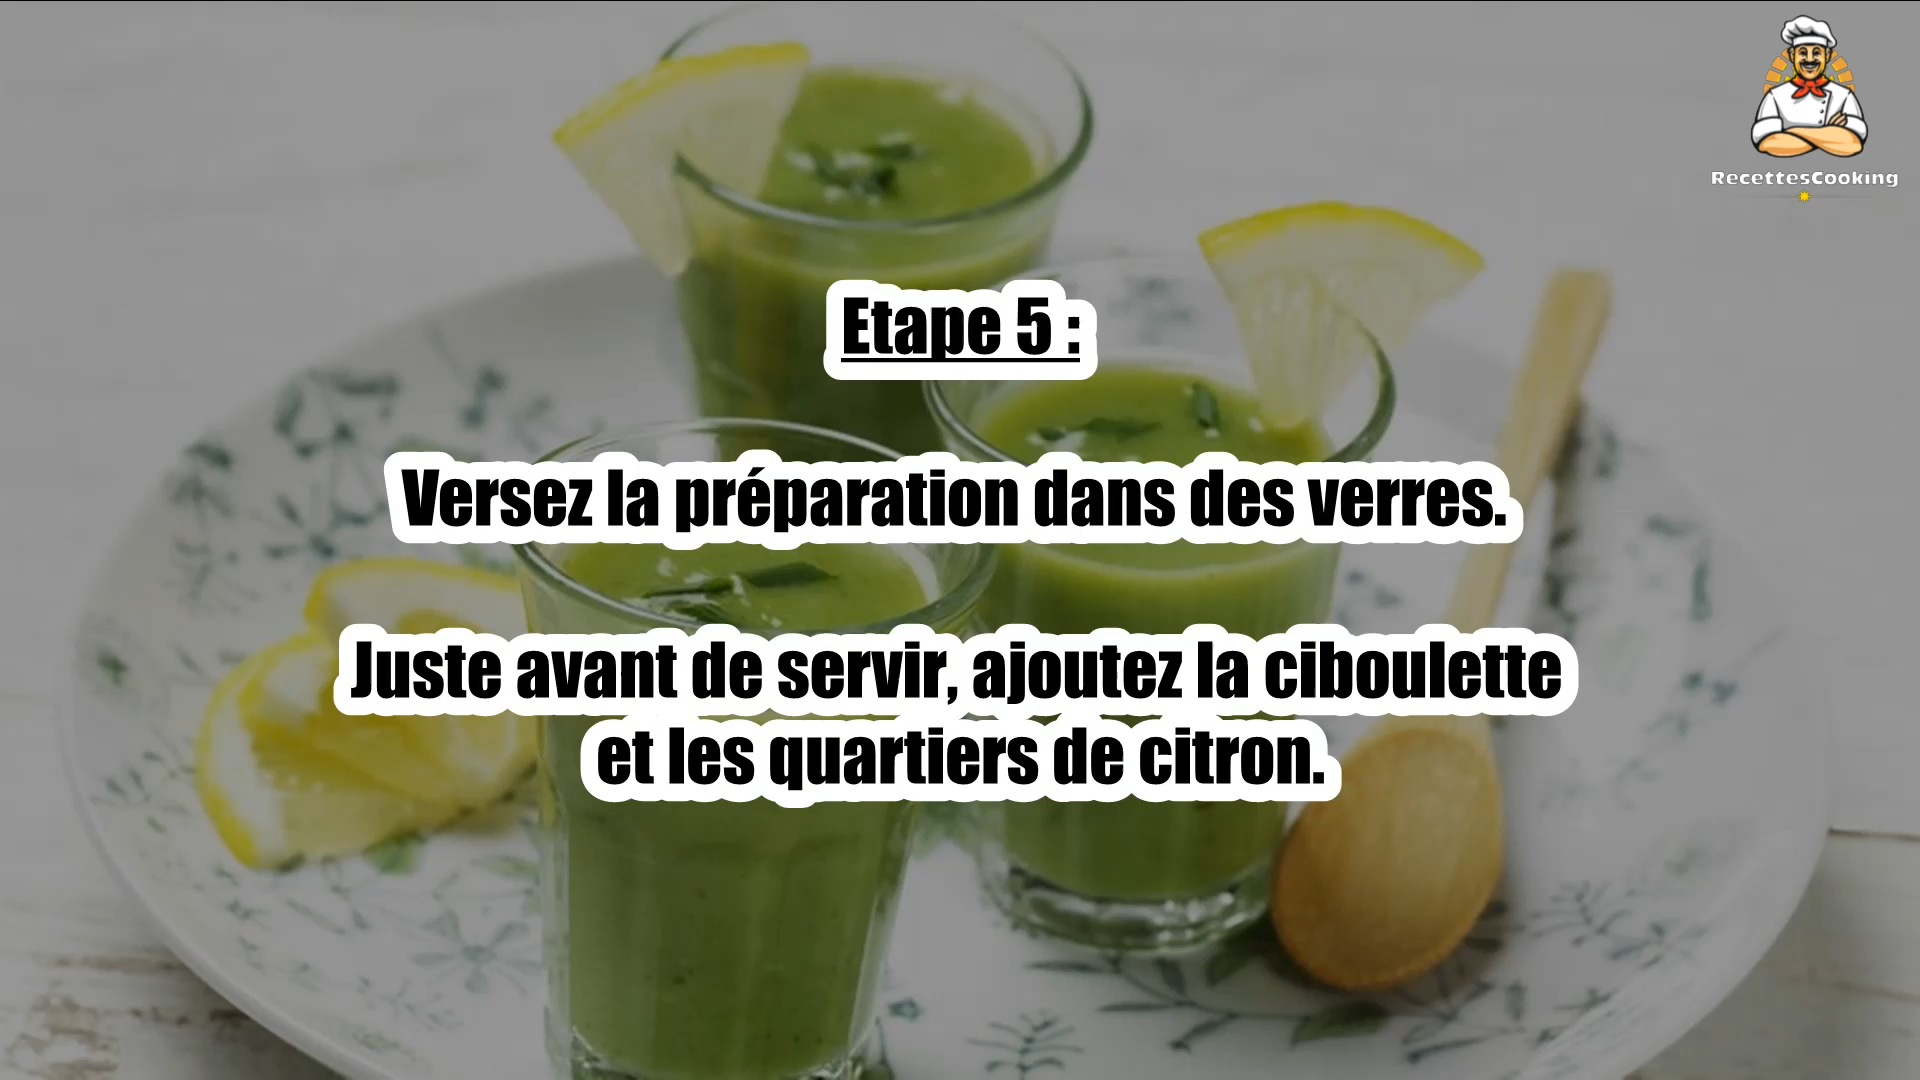 RecettesCooking
Etape 5 :
Versez la préparation dans des verres.
Juste avant de servir, ajoutez la ciboulette
et les quartiers de citron.